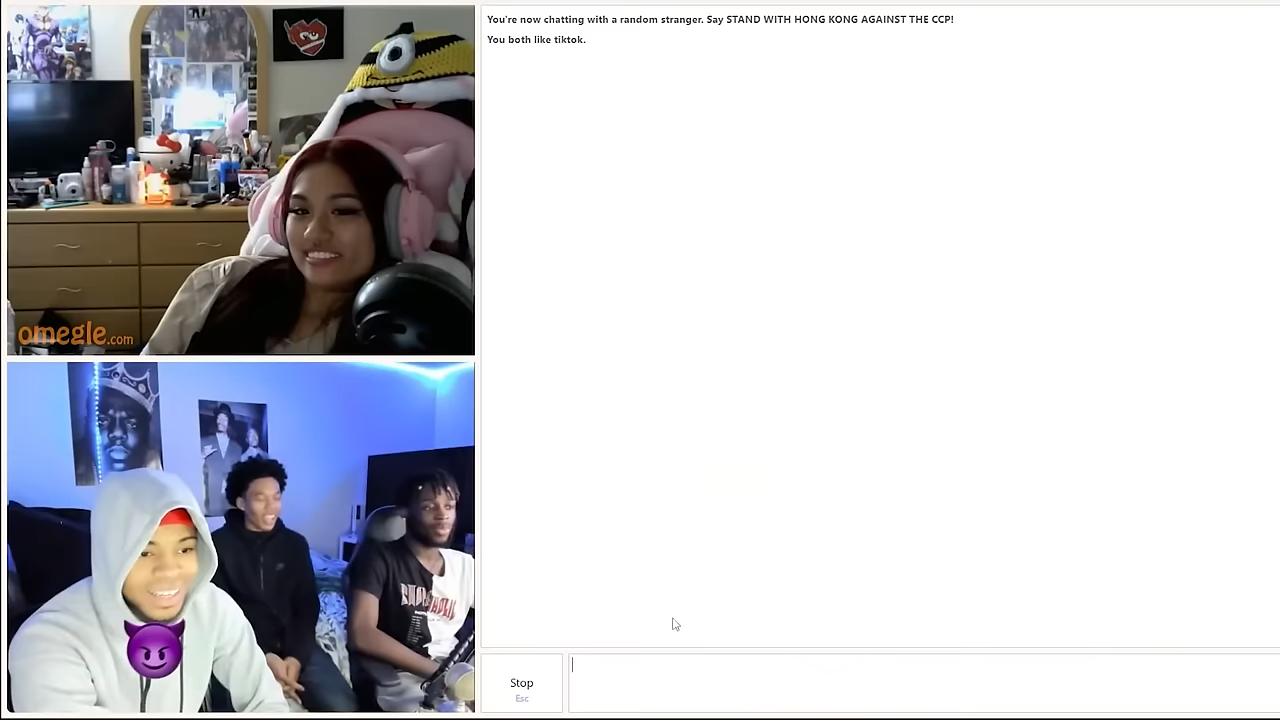 You're now chatting with a random stranger. Say STAND WITH HONG KONG AGAINST THE CCP!
You both like tiktok.
omegle.com
Stop
Esc